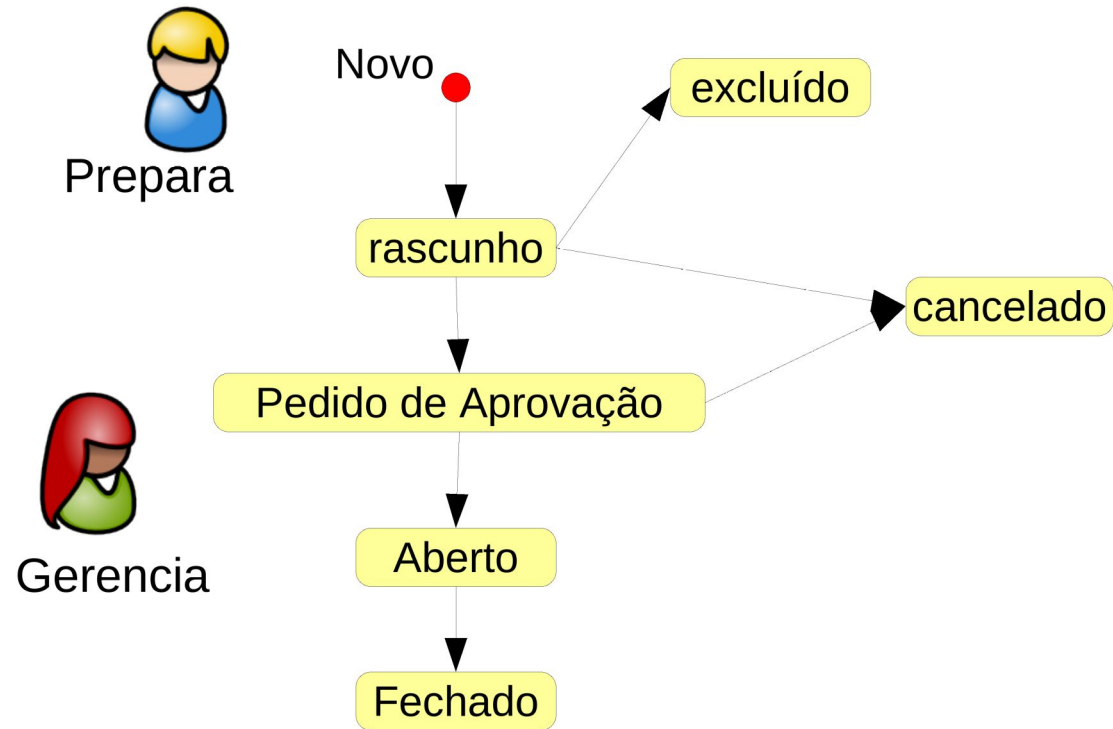 Novo
excluído
Prepara
rascunho
cancelado
Pedido de Aprovação
Aberto
Gerencia
Fechado